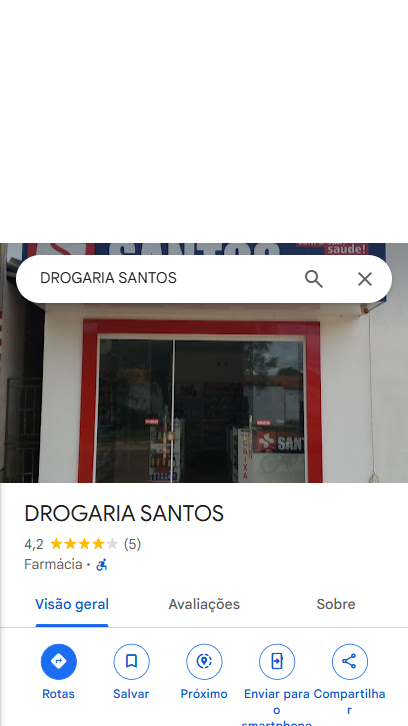 SANTOS
saúde!
DROGARIA SANTOS
CAIXA
SAN
DROGARIA SANTOS
4,2 (5)
Farmácia ·
Visão geral Avaliações Sobre
Rotas Salvar Próximo Enviar para o smartphone Compartilhar